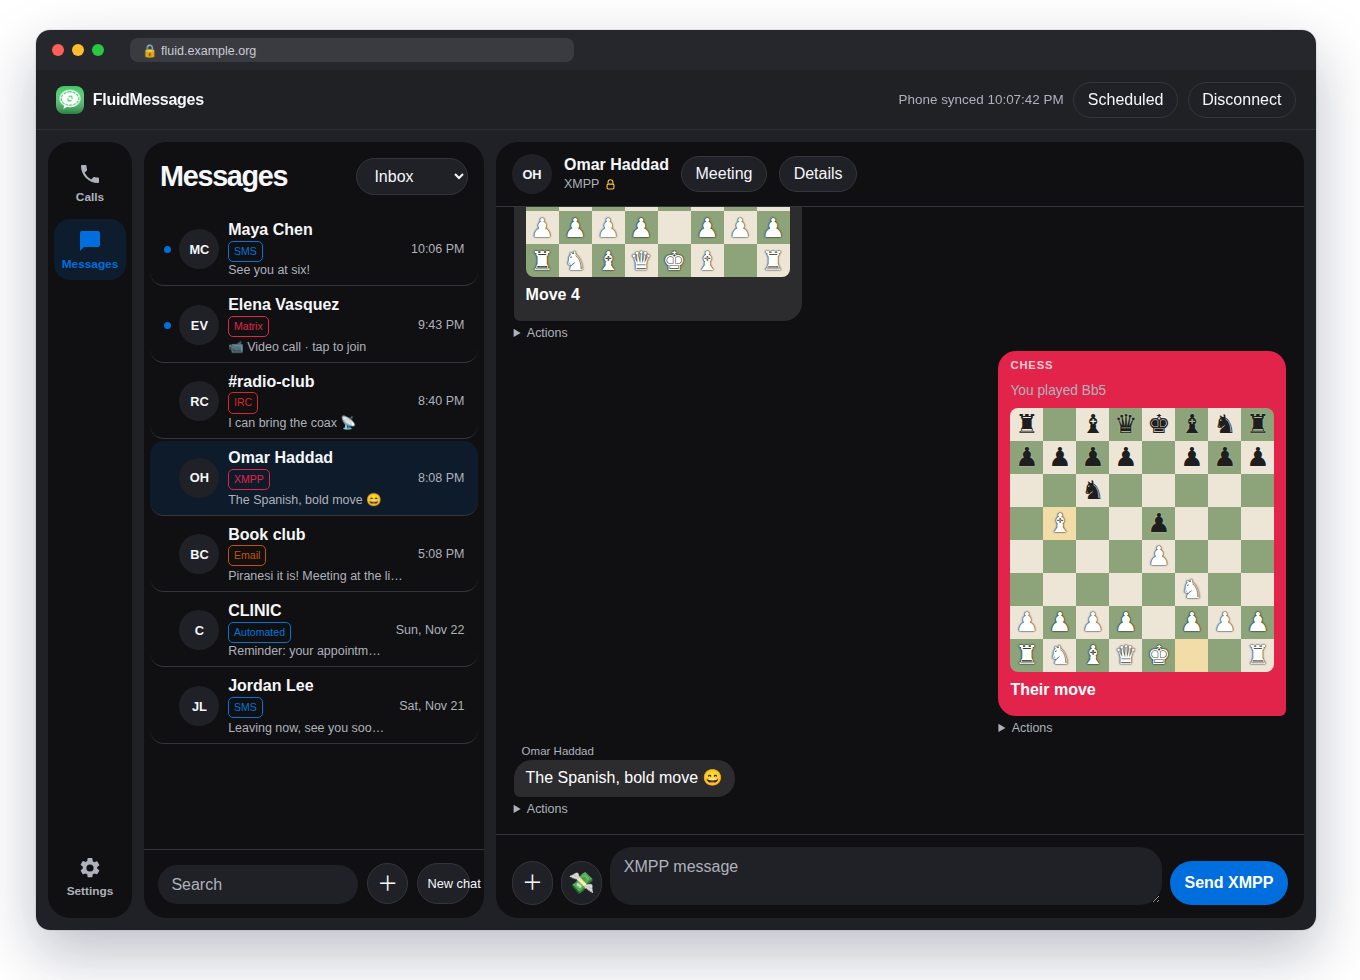 🔒 fluid.example.org
FluidMessages
Phone synced 10:07:42 PM
Scheduled
Disconnect
Calls
Messages
Settings
Messages
Inbox
MC
Maya Chen
SMS
See you at six!
10:06 PM
EV
Elena Vasquez
Matrix
📹 Video call · tap to join
9:43 PM
RC
#radio-club
IRC
I can bring the coax 📡
8:40 PM
OH
Omar Haddad
XMPP
The Spanish, bold move 😄
8:08 PM
BC
Book club
Email
Piranesi it is! Meeting at the li…
5:08 PM
C
CLINIC
Automated
Reminder: your appointm…
Sun, Nov 22
JL
Jordan Lee
SMS
Leaving now, see you soo…
Sat, Nov 21
Search
New chat
OH
Omar Haddad
XMPP 🔒
Meeting
Details
Move 4
Actions
CHESS
You played Bb5
Their move
Actions
Omar Haddad
The Spanish, bold move 😄
Actions
XMPP message
Send XMPP